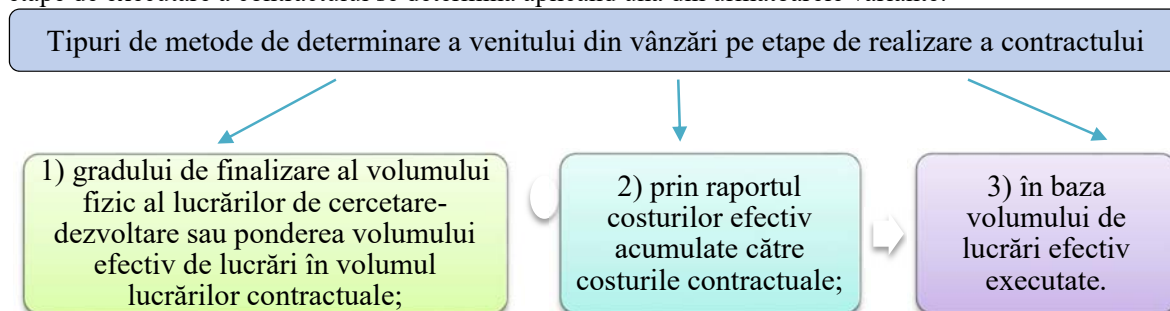 etape de executare a contractului se determină aplicând una din următoarele variante:
Tipuri de metode de determinare a venitului din vânzări pe etape de realizare a contractului
1) gradului de finalizare al volumului
fizic al lucrărilor de cercetare-
dezvoltare sau ponderea volumului
efectiv de lucrări în volumul
lucrărilor contractuale;
2) prin raportul
costurilor efectiv
acumulate către
costurile contractuale;
3) în baza
volumului de
lucrări efectiv
executate.